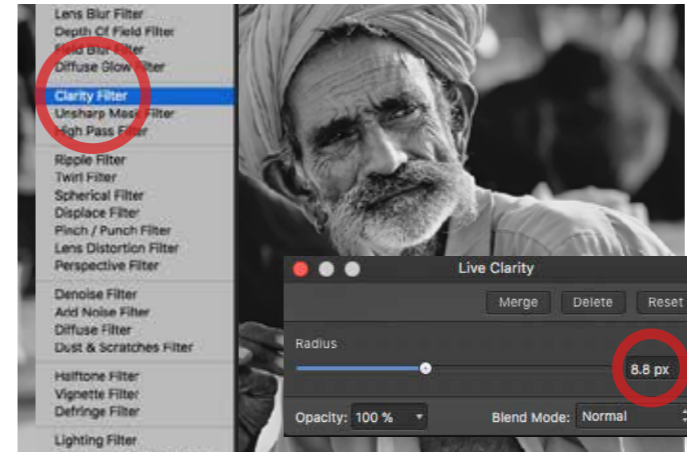 Lens Blur Filter
Depth Of Field Filter
Field Blur Filter
Diffuse Glow Filter
Clarity Filter
Unsharp Mask Filter
High Pass Filter
Ripple Filter
Twirl Filter
Spherical Filter
Displace Filter
Pinch / Punch Filter
Lens Distortion Filter
Perspective Filter
Denoise Filter
Add Noise Filter
Diffuse Filter
Dust & Scratches Filter
Halftone Filter
Vignette Filter
Defringe Filter
Lighting Filter
Live Clarity
Merge Delete Reset
Radius
8.8 px
Opacity: 100 % Blend Mode: Normal